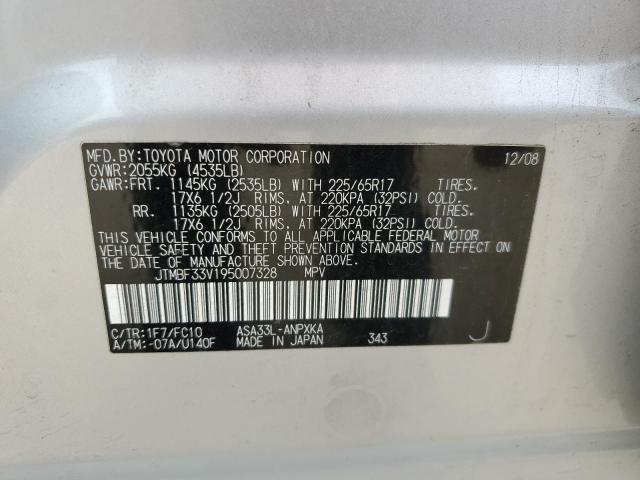 MFD.BY:TOYOTA MOTOR CORPORATION 12/08
GVWR:2055KG (4535LB)
GAWR:FRT. 1145KG (2535LB) WITH 225/65R17 TIRES.
17X6 1/2J RIMS. AT 220KPA (32PSI) COLD.
RR. 1135KG (2505LB) WITH 225/65R17 TIRES.
17X6 1/2J RIMS. AT 220KPA (32PSI) COLD.
THIS VEHICLE CONFORMS TO ALL APPLICABLE FEDERAL MOTOR
VEHICLE SAFETY AND THEFT PREVENTION STANDARDS IN EFFECT ON
THE DATE OF MANUFACTURE SHOWN ABOVE.
JTMBF33V195007328 MPV
C/TR:1F7/FC10 ASA33L-ANPXKA
A/TM:-07A/U140F MADE IN JAPAN 343 J